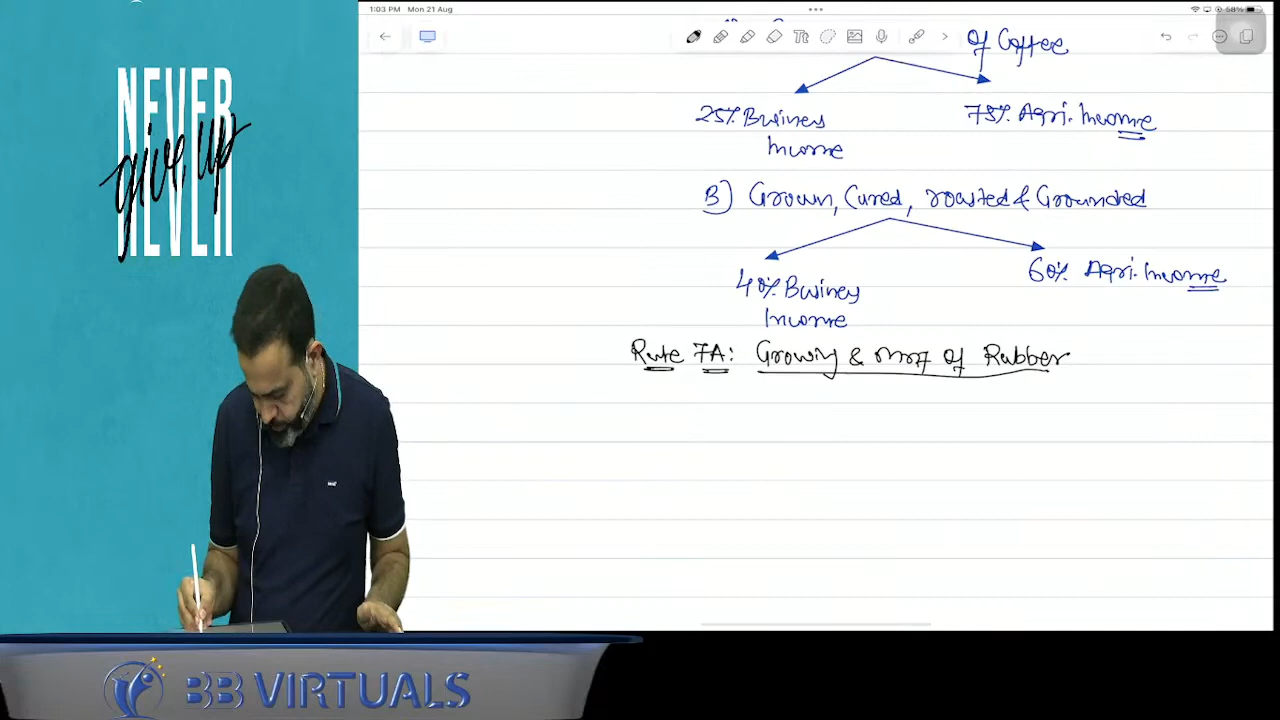 1:03 PM Mon 21 Aug
58%
of Coffee
25% Business Income
75% Agri. Income
B) Grown, Cured, roasted & Grounded
40% Business Income
60% Agri. Income
Rule 7A: Growing & Mnf of Rubber
NEVER
give up
NEVER
BB VIRTUALS